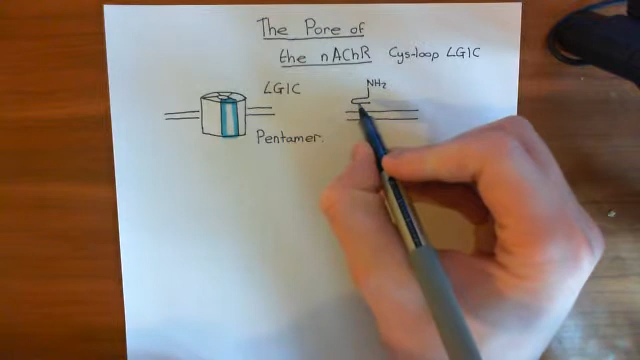 The Pore of
the nAChR Cys-loop LGIC
LGIC
NH₂
Pentamer.